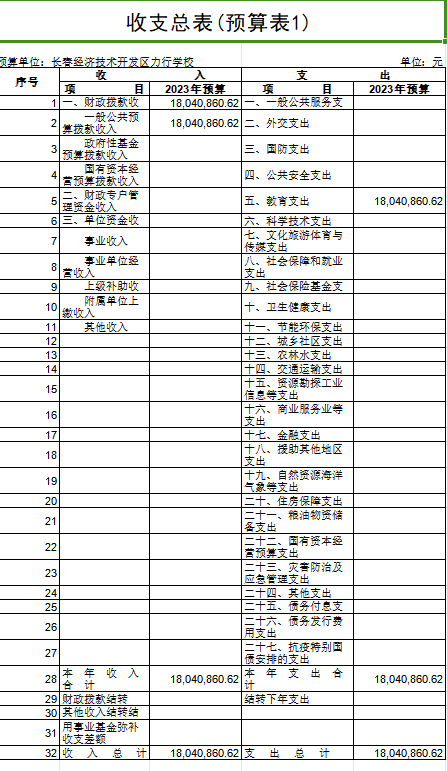 收支总表(预算表1)
预算单位: 长春经济技术开发区力行学校 单位: 元
序号 收 入 支 出
项 目 2023年预算 项 目 2023年预算
1 一、财政拨款收 18,040,860.62 一、一般公共服务支
2 一般公共预算拨款收入 18,040,860.62 二、外交支出
3 政府性基金预算拨款收入 三、国防支出
4 国有资本经营预算拨款收入 四、公共安全支出
5 二、财政专户管理资金收入 五、教育支出 18,040,860.62
6 三、单位资金收 六、科学技术支出
7 事业收入 七、文化旅游体育与传媒支出
8 事业单位经营收入 八、社会保障和就业支出
9 上级补助收 九、社会保险基金支
10 附属单位上缴收入 十、卫生健康支出
11 其他收入 十一、节能环保支出
12 十二、城乡社区支出
13 十三、农林水支出
14 十四、交通运输支出
15 十五、资源勘探工业信息等支出
16 十六、商业服务业等支出
17 十七、金融支出
18 十八、援助其他地区支出
19 十九、自然资源海洋气象等支出
20 二十、住房保障支出
21 二十一、粮油物资储备支出
22 二十二、国有资本经营预算支出
23 二十三、灾害防治及应急管理支出
24 二十四、其他支出
25 二十五、债务付息支
26 二十六、债务发行费用支出
27 二十七、抗疫特别国债安排的支出
28 本 年 收 入 合 计 18,040,860.62 本 年 支 出 合 计 18,040,860.62
29 财政拨款结转 结转下年支出
30 其他收入结转结
31 用事业基金弥补收支差额
32 收 入 总 计 18,040,860.62 支 出 总 计 18,040,860.62